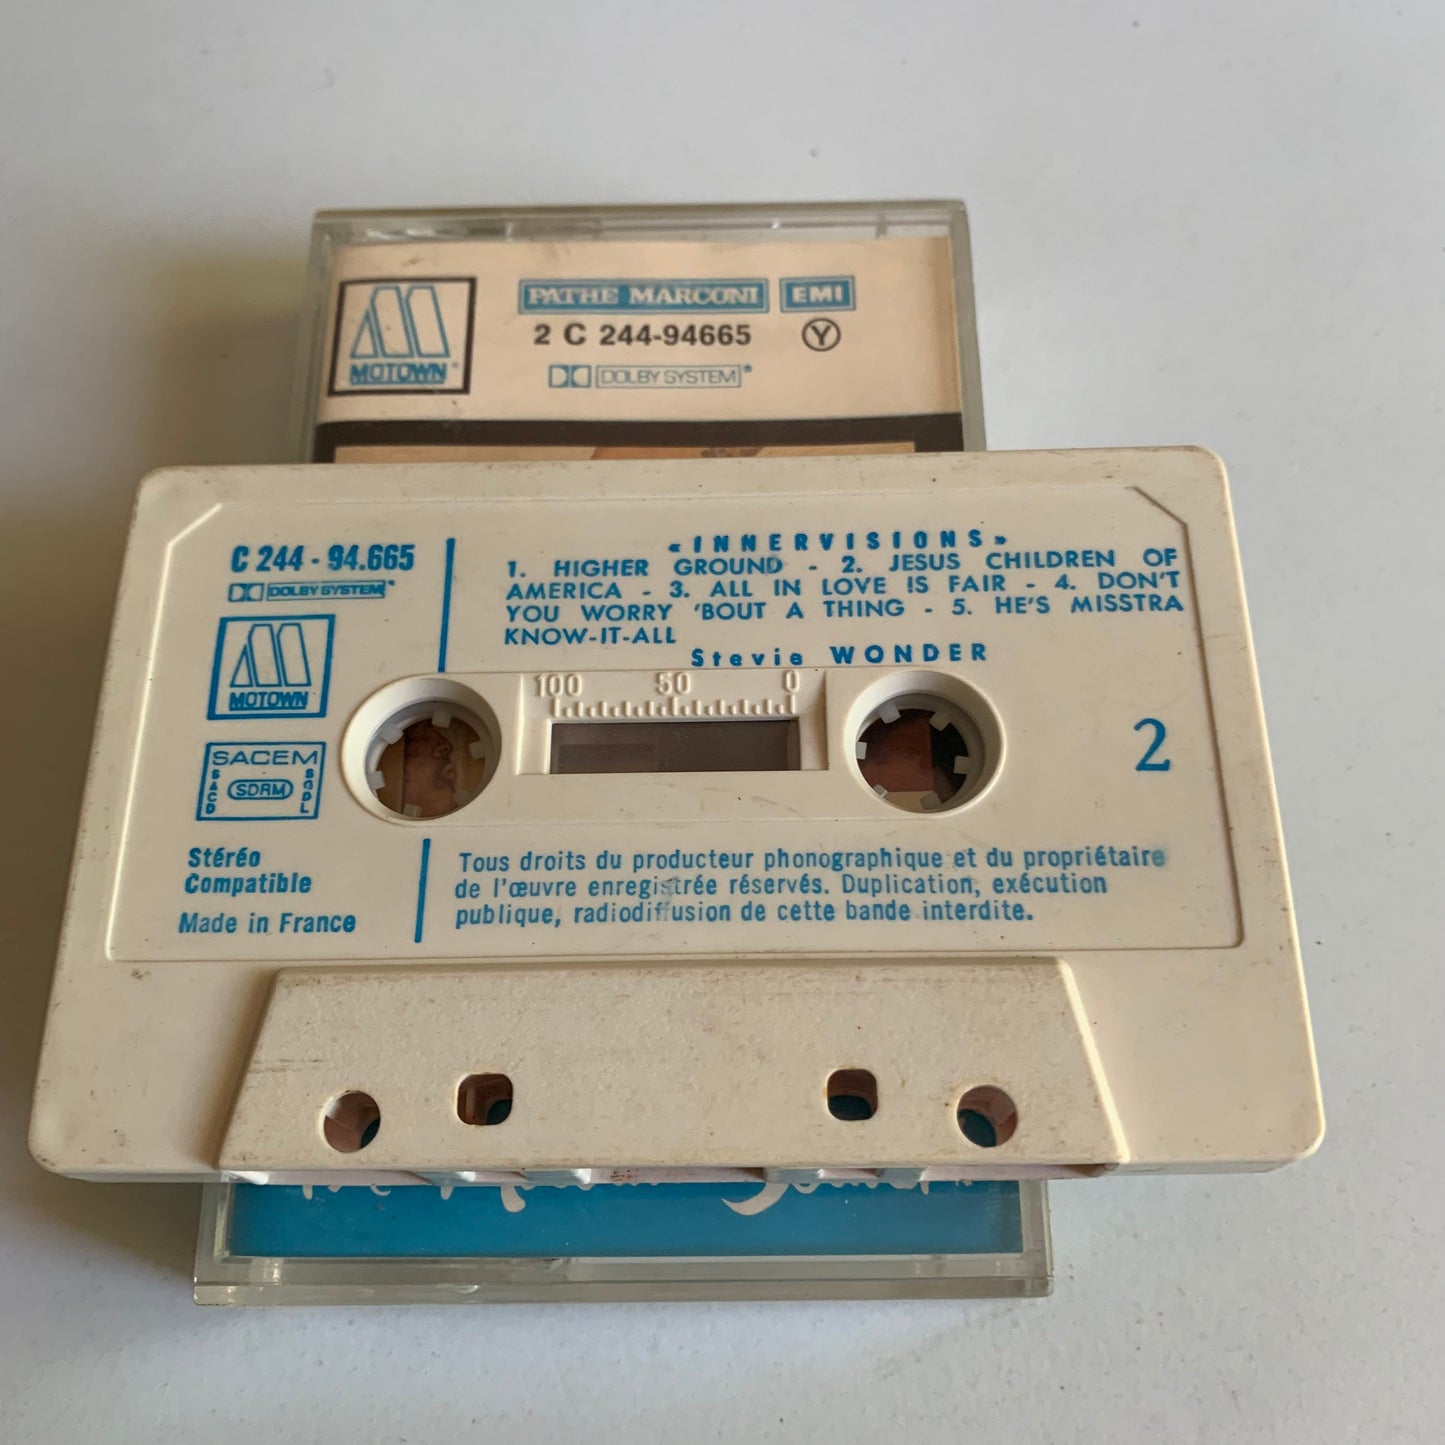 PATHE MARCONI EMI
MOTOWN
2 C 244-94665 Y
DOLBY SYSTEM
C 244 - 94.665
DOLBY SYSTEM
MOTOWN
SACEM
SACD SDRM SGDL
Stéréo
Compatible
Made in France
«INNERVISIONS»
1. HIGHER GROUND - 2. JESUS CHILDREN OF
AMERICA - 3. ALL IN LOVE IS FAIR - 4. DON'T
YOU WORRY 'BOUT A THING - 5. HE'S MISSTRA
KNOW-IT-ALL
Stevie WONDER
100 50 0
2
Tous droits du producteur phonographique et du propriétaire
de l'œuvre enregistrée réservés. Duplication, exécution
publique, radiodiffusion de cette bande interdite.